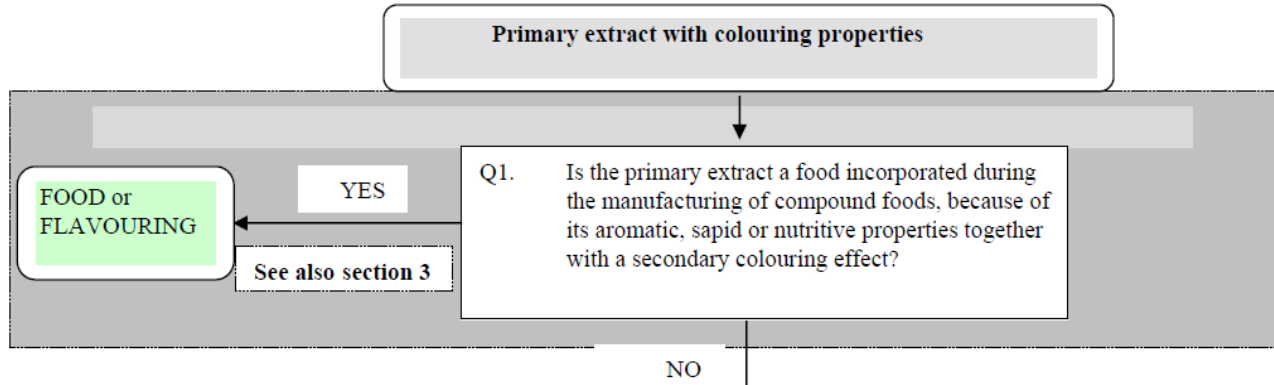 Primary extract with colouring properties
Q1. Is the primary extract a food incorporated during
the manufacturing of compound foods, because of
its aromatic, sapid or nutritive properties together
with a secondary colouring effect?
YES
FOOD or
FLAVOURING
See also section 3
NO